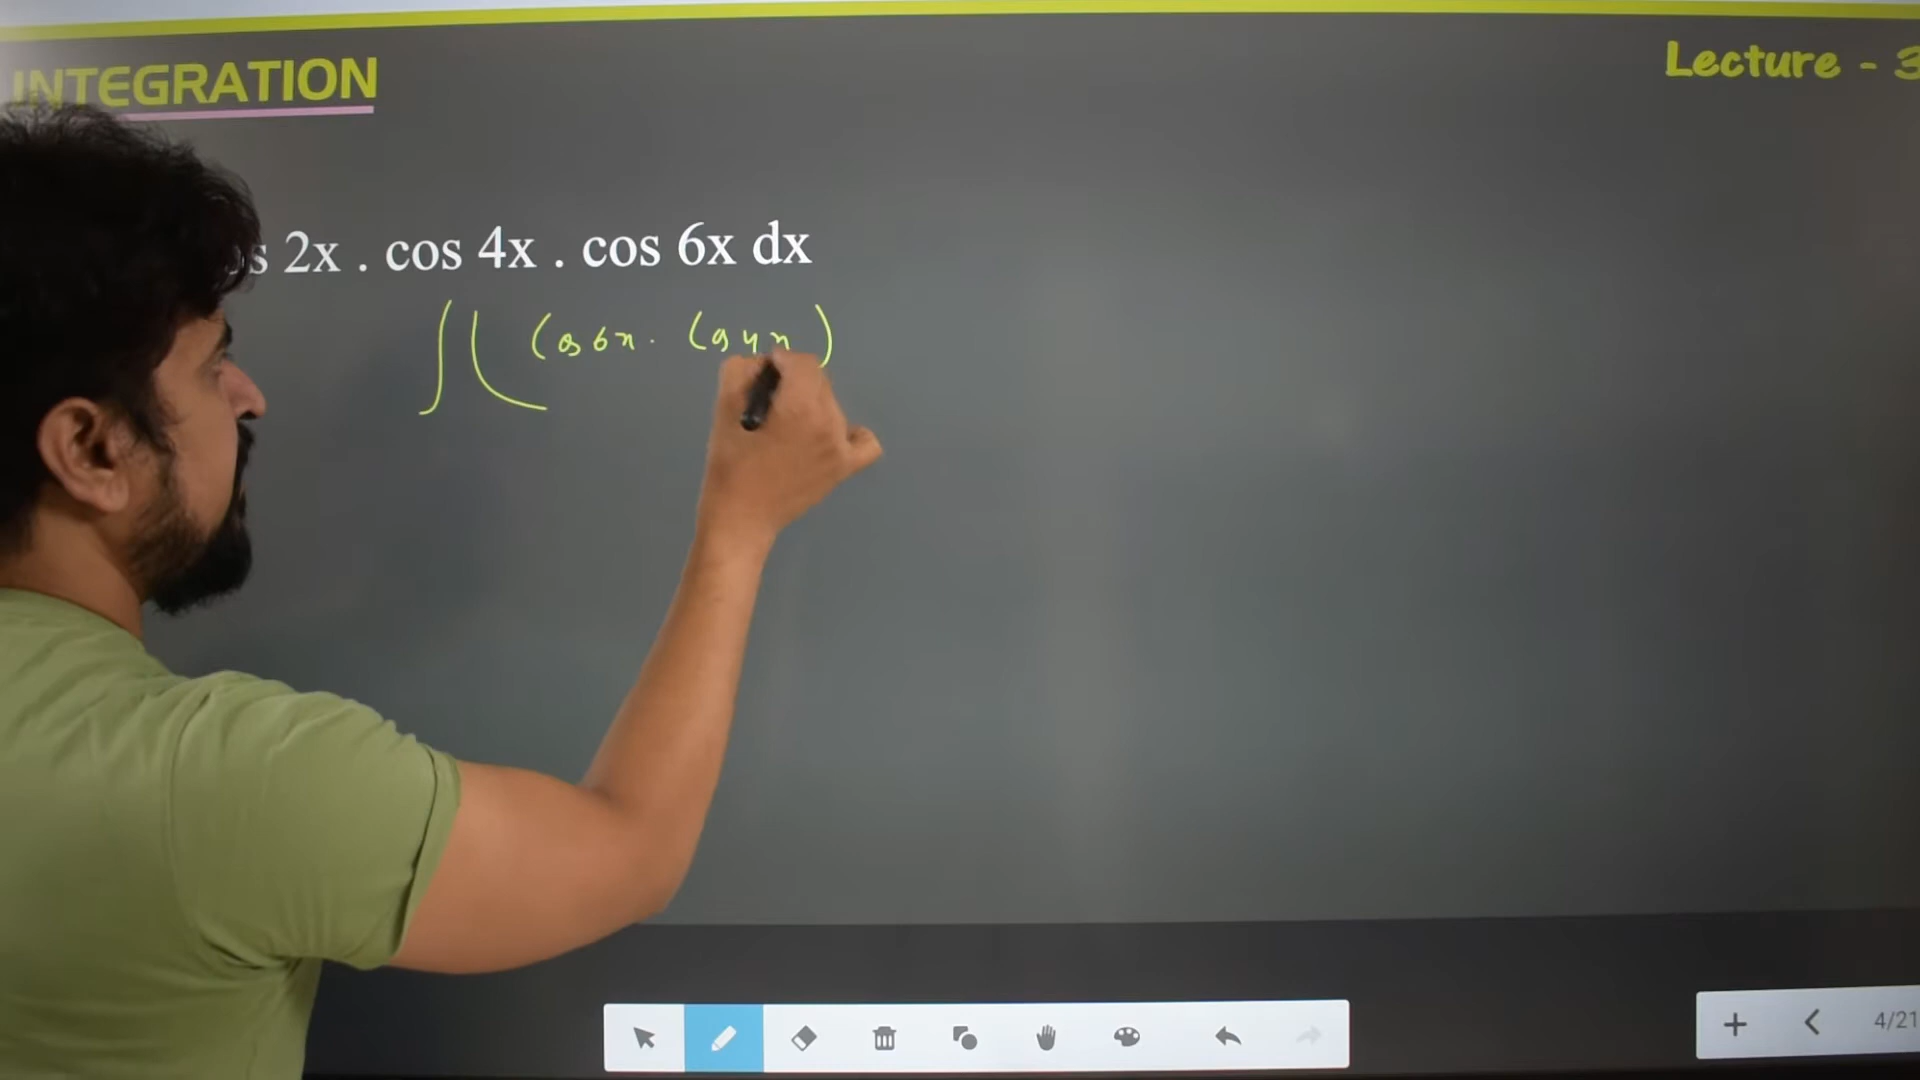 INTEGRATION
Lecture - 3
2x . cos 4x . cos 6x dx
∫ ( (cos 6x . cos 4x)
4/21